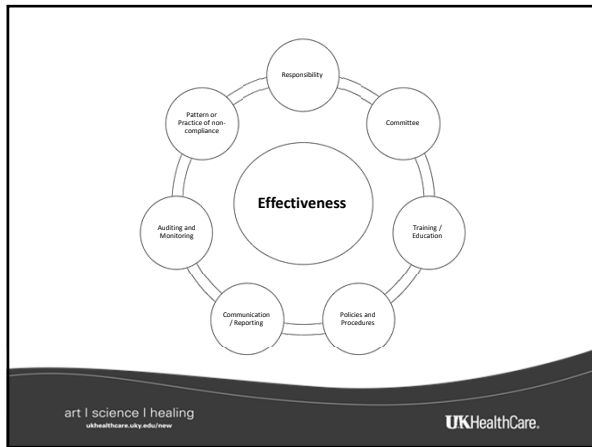 Responsibility
Pattern or
Practice of non-
compliance
Committee
Effectiveness
Auditing and
Monitoring
Training /
Education
Communication
/ Reporting
Policies and
Procedures
art | science | healing
ukhealthcare.uky.edu/new
UKHealthCare.